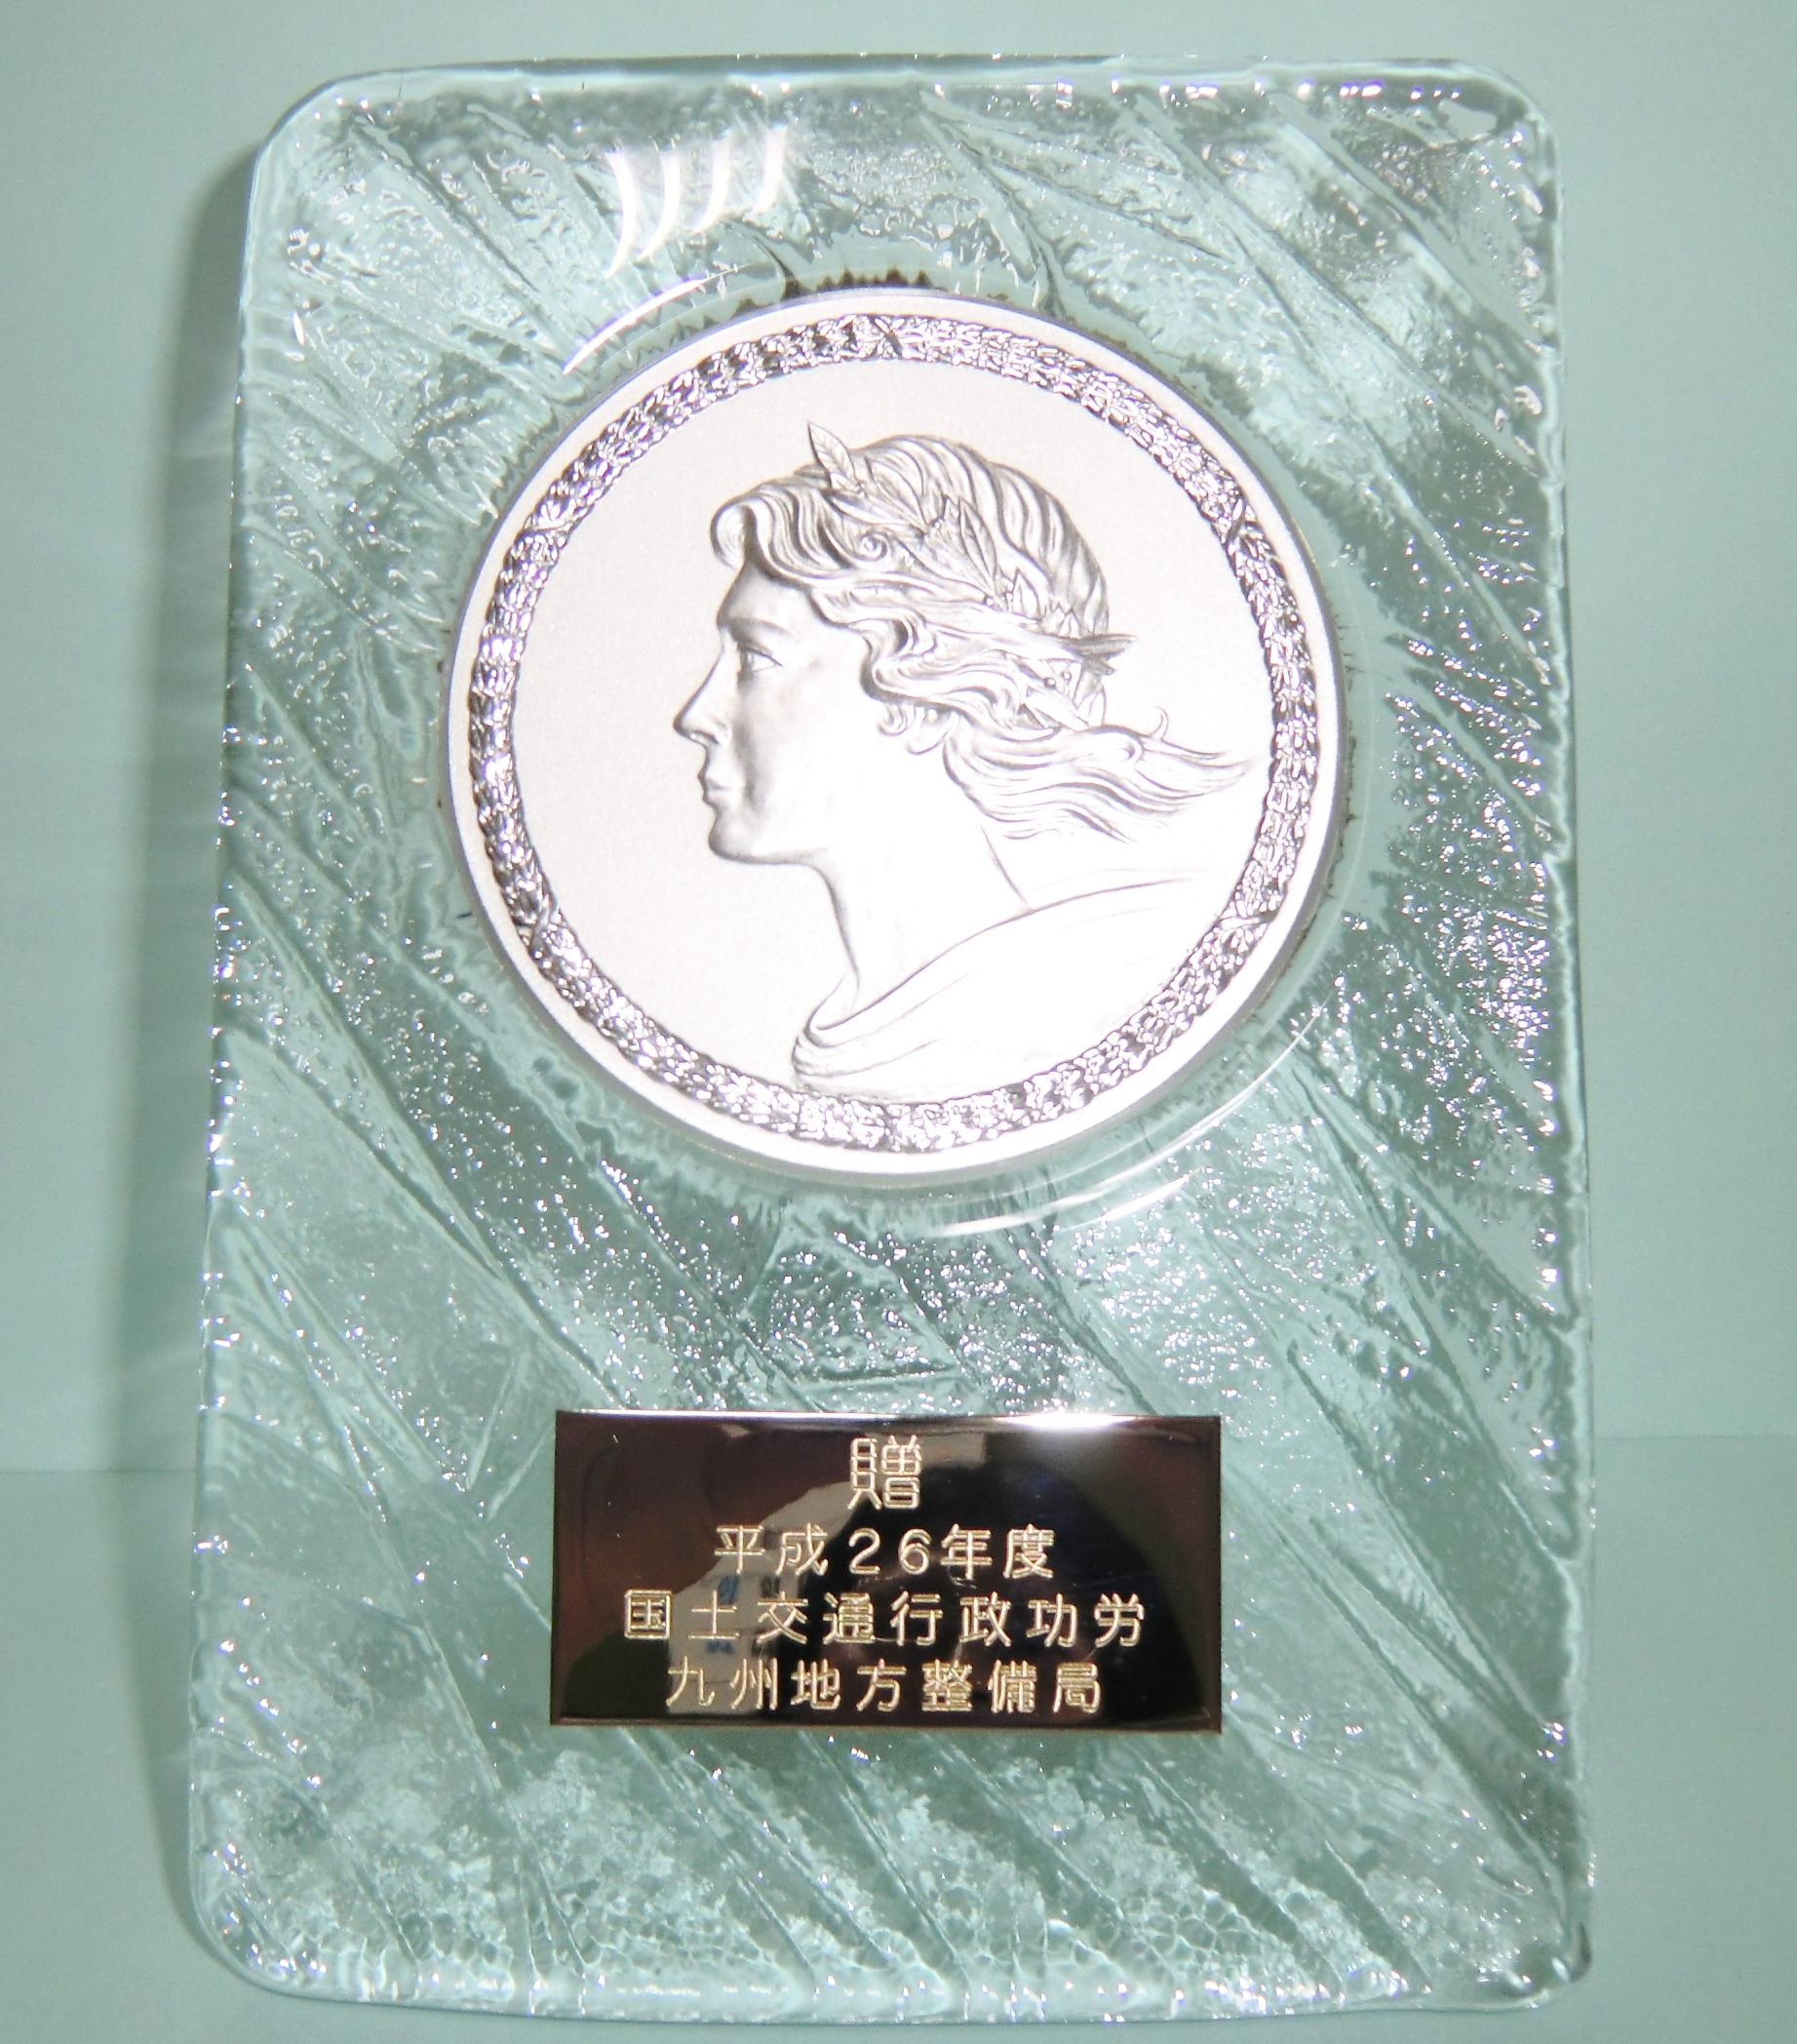 贈
平成26年度
国土交通行政功労
九州地方整備局